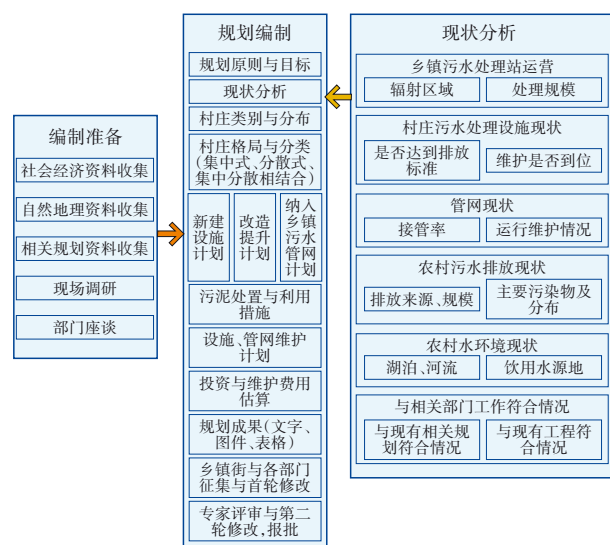 编制准备
社会经济资料收集
自然地理资料收集
相关规划资料收集
现场调研
部门座谈
规划编制
规划原则与目标
现状分析
村庄类别与分布
村庄格局与分类
(集中式、分散式、
集中分散相结合)
新建
设施
计划
改造
提升
计划
纳入
乡镇
污水
管网
计划
污泥处置与利用
措施
设施、管网维护
计划
投资与维护费用
估算
规划成果(文字、
图件、表格)
乡镇街与各部门
征集与首轮修改
专家评审与第二
轮修改,报批
现状分析
乡镇污水处理站运营
辐射区域
处理规模
村庄污水处理设施现状
是否达到排放
标准
维护是否到位
管网现状
接管率
运行维护情况
农村污水排放现状
排放来源、规模
主要污染物及
分布
农村水环境现状
湖泊、河流
饮用水源地
与相关部门工作符合情况
与现有相关规
划符合情况
与现有工程符
合情况